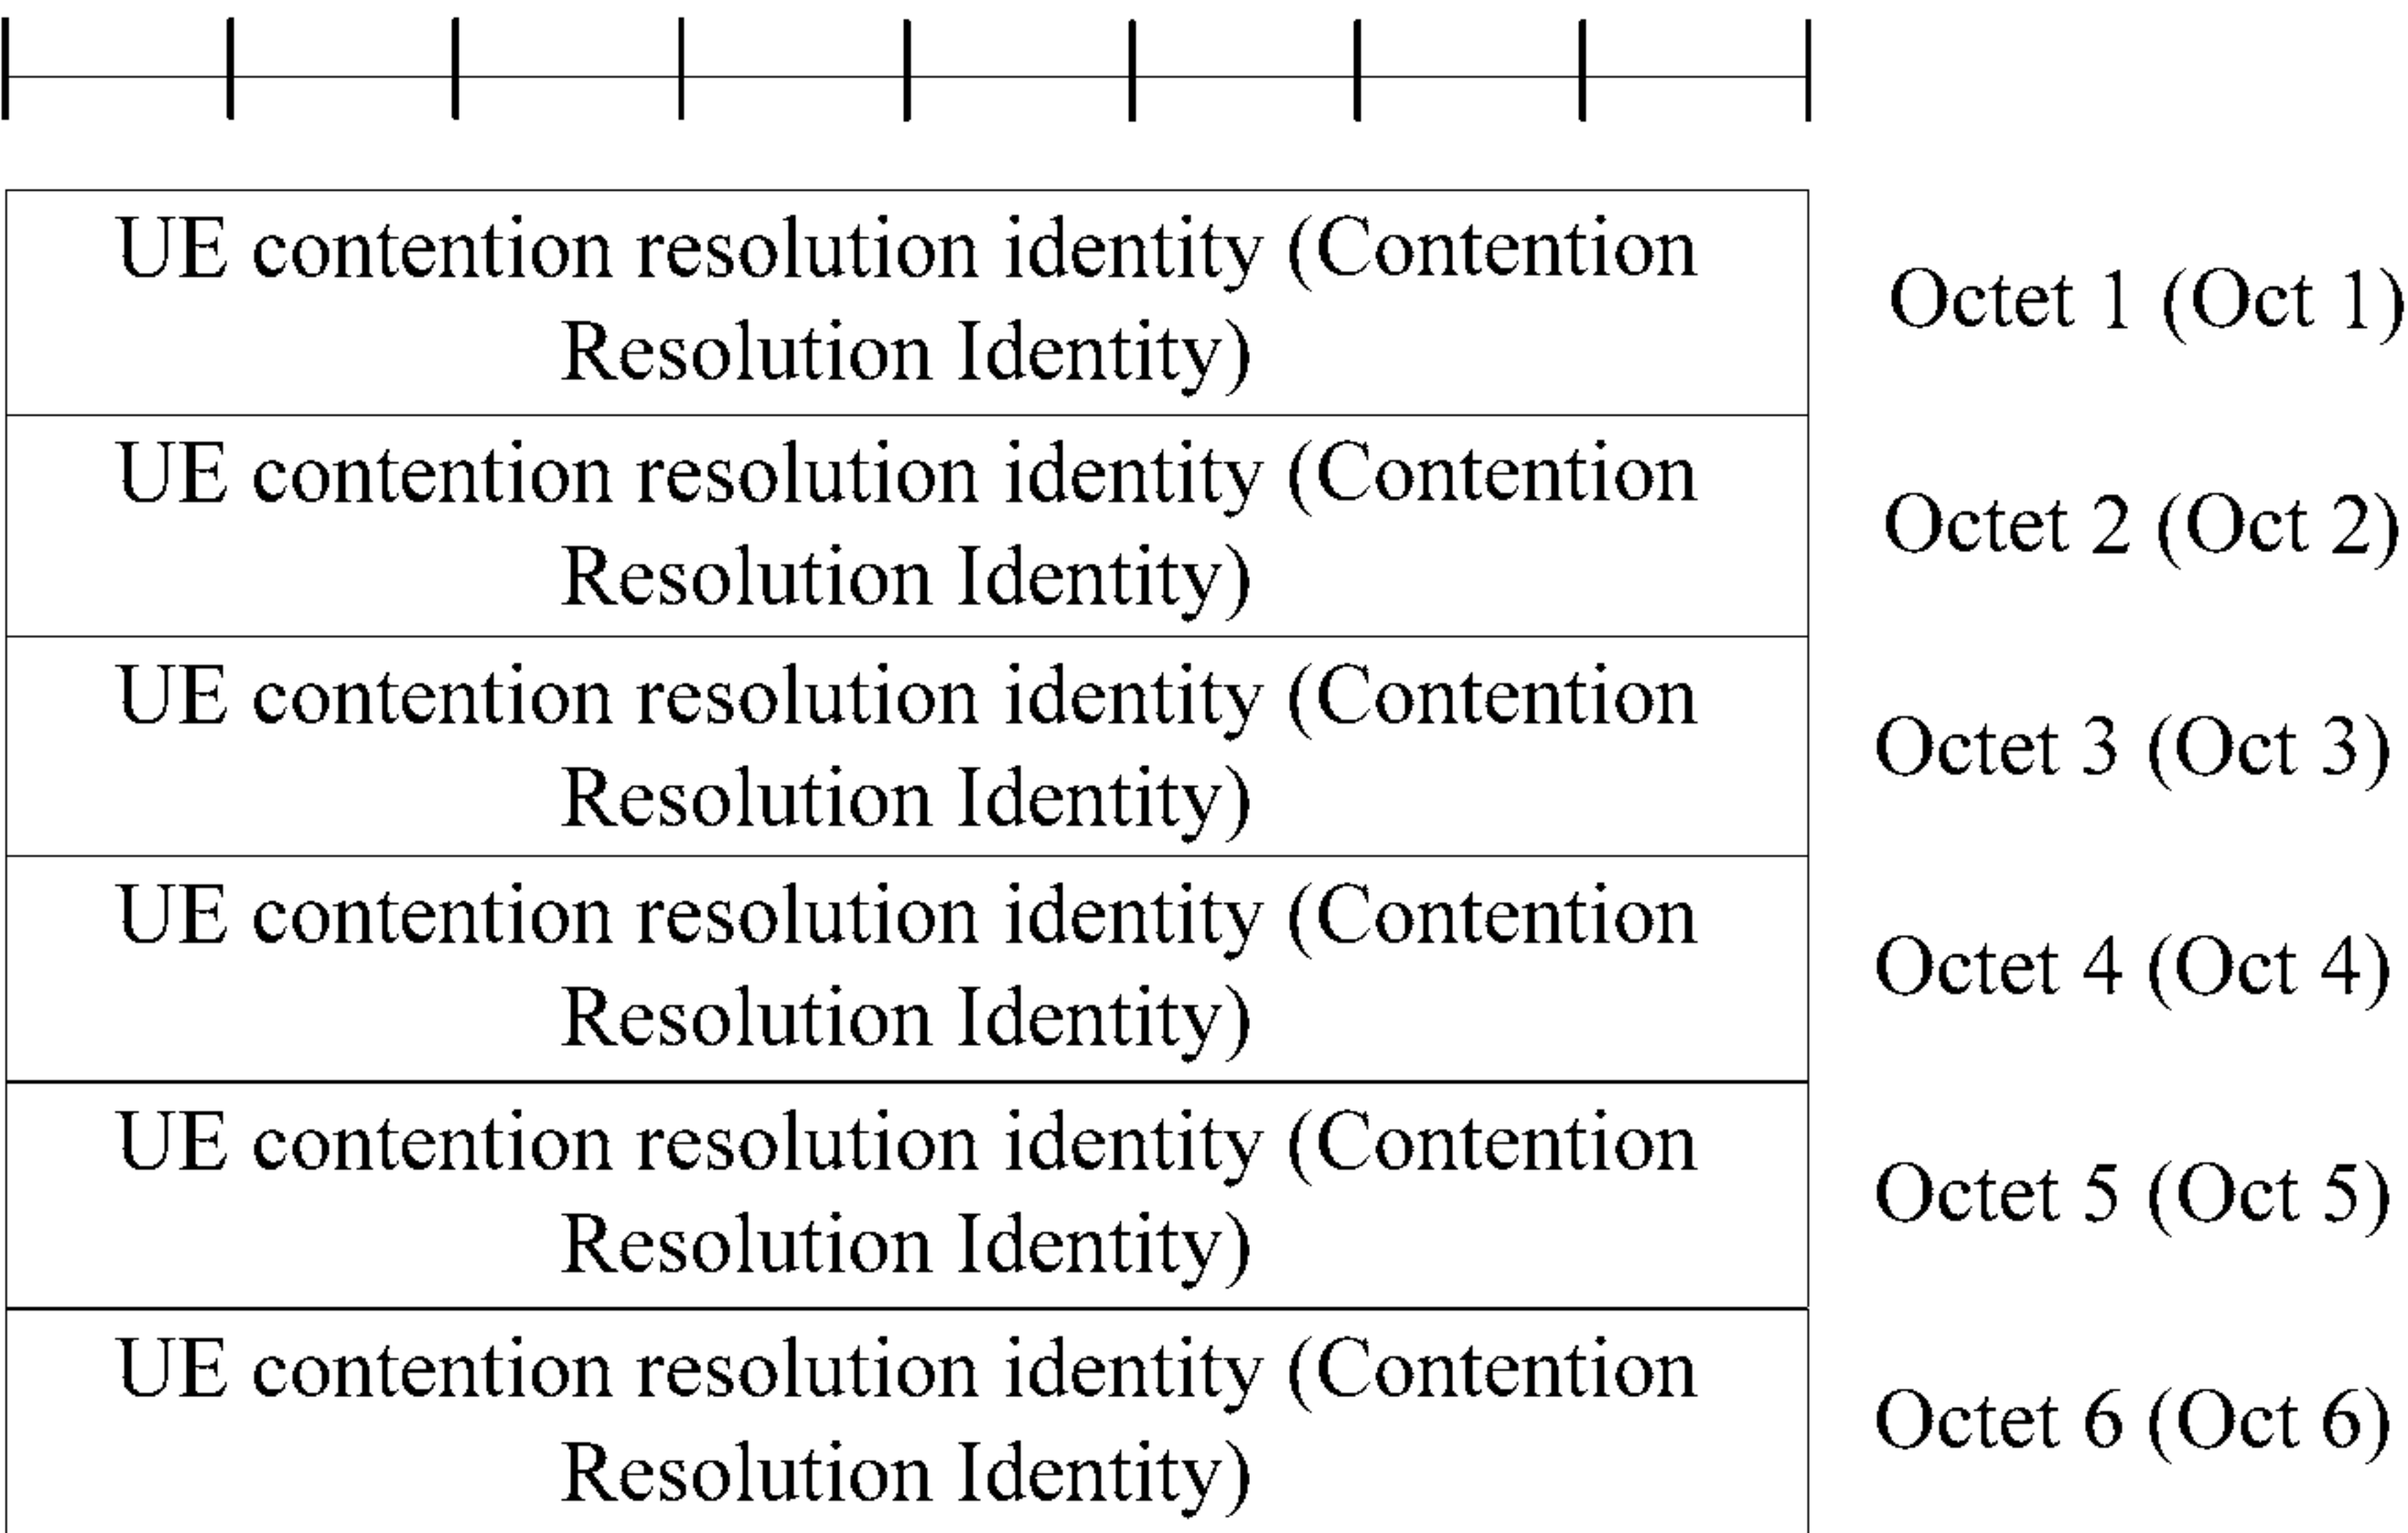 UE contention resolution identity (Contention
Resolution Identity)
Octet 1 (Oct 1)
UE contention resolution identity (Contention
Resolution Identity)
Octet 2 (Oct 2)
UE contention resolution identity (Contention
Resolution Identity)
Octet 3 (Oct 3)
UE contention resolution identity (Contention
Resolution Identity)
Octet 4 (Oct 4)
UE contention resolution identity (Contention
Resolution Identity)
Octet 5 (Oct 5)
UE contention resolution identity (Contention
Resolution Identity)
Octet 6 (Oct 6)